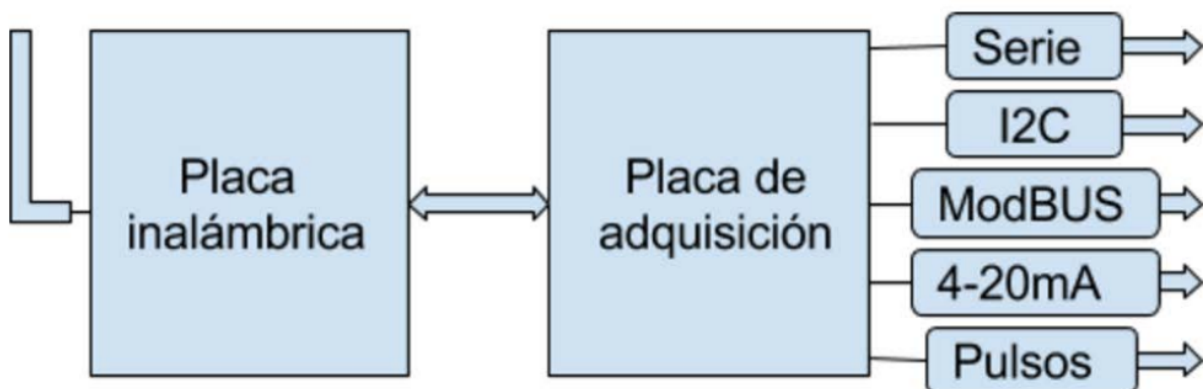 Placa
inalámbrica
Placa de
adquisición
Serie
I2C
ModBUS
4-20mA
Pulsos